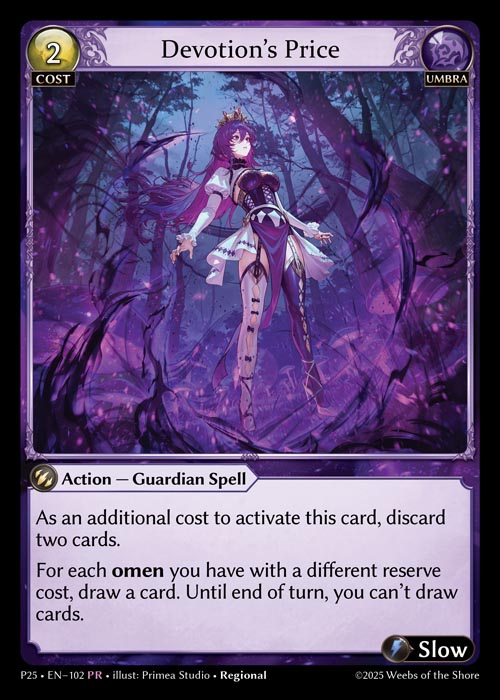 2
COST
Devotion's Price
UMBRA
Action — Guardian Spell
As an additional cost to activate this card, discard
two cards.
For each omen you have with a different reserve
cost, draw a card. Until end of turn, you can't draw
cards.
Slow
P25 • EN–102 PR • illust: Primea Studio • Regional
©2025 Weebs of the Shore